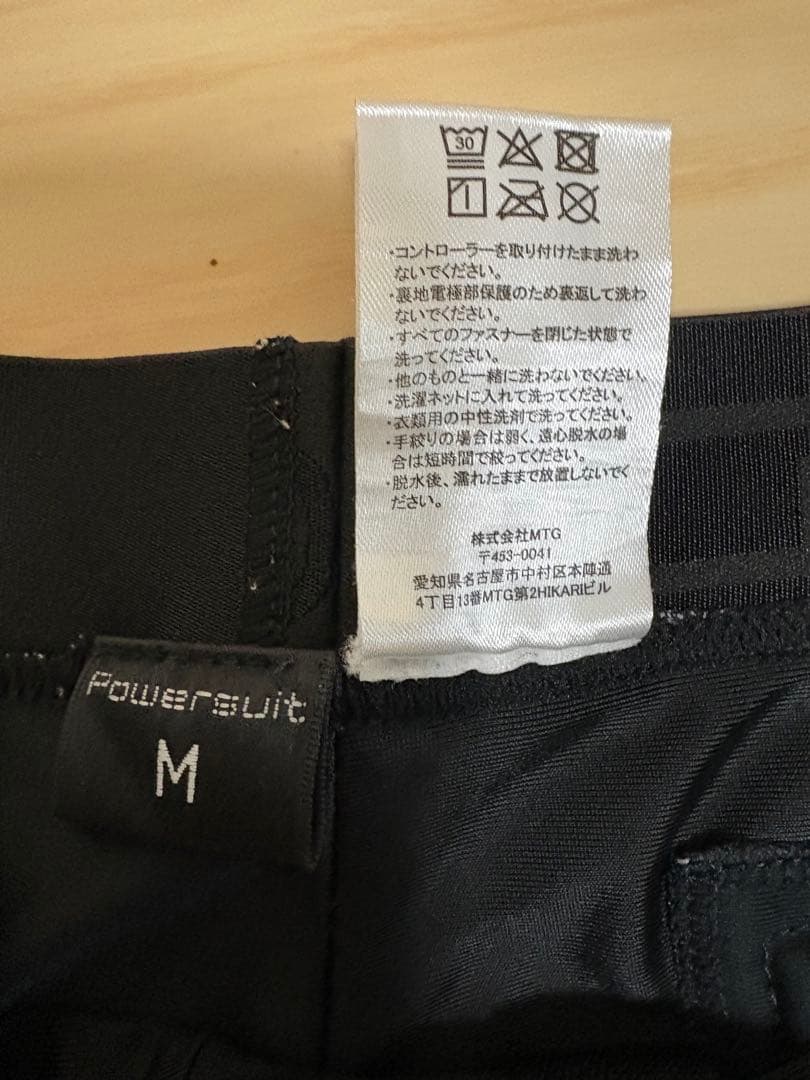 30
・コントローラーを取り付けたまま洗わ
ないでください。
・裏地電極部保護のため裏返して洗わ
ないでください。
・すべてのファスナーを閉じた状態で
洗ってください。
・他のものと一緒に洗わないでください。
・洗濯ネットに入れて洗ってください。
・衣類用の中性洗剤で洗ってください。
・手絞りの場合は弱く、遠心脱水の場
合は短時間で絞ってください。
・脱水後、濡れたままで放置しないでく
ださい。
株式会社MTG
〒453-0041
愛知県名古屋市中村区本陣通
4丁目13番MTG第2HIKARIビル
Powersuit
M